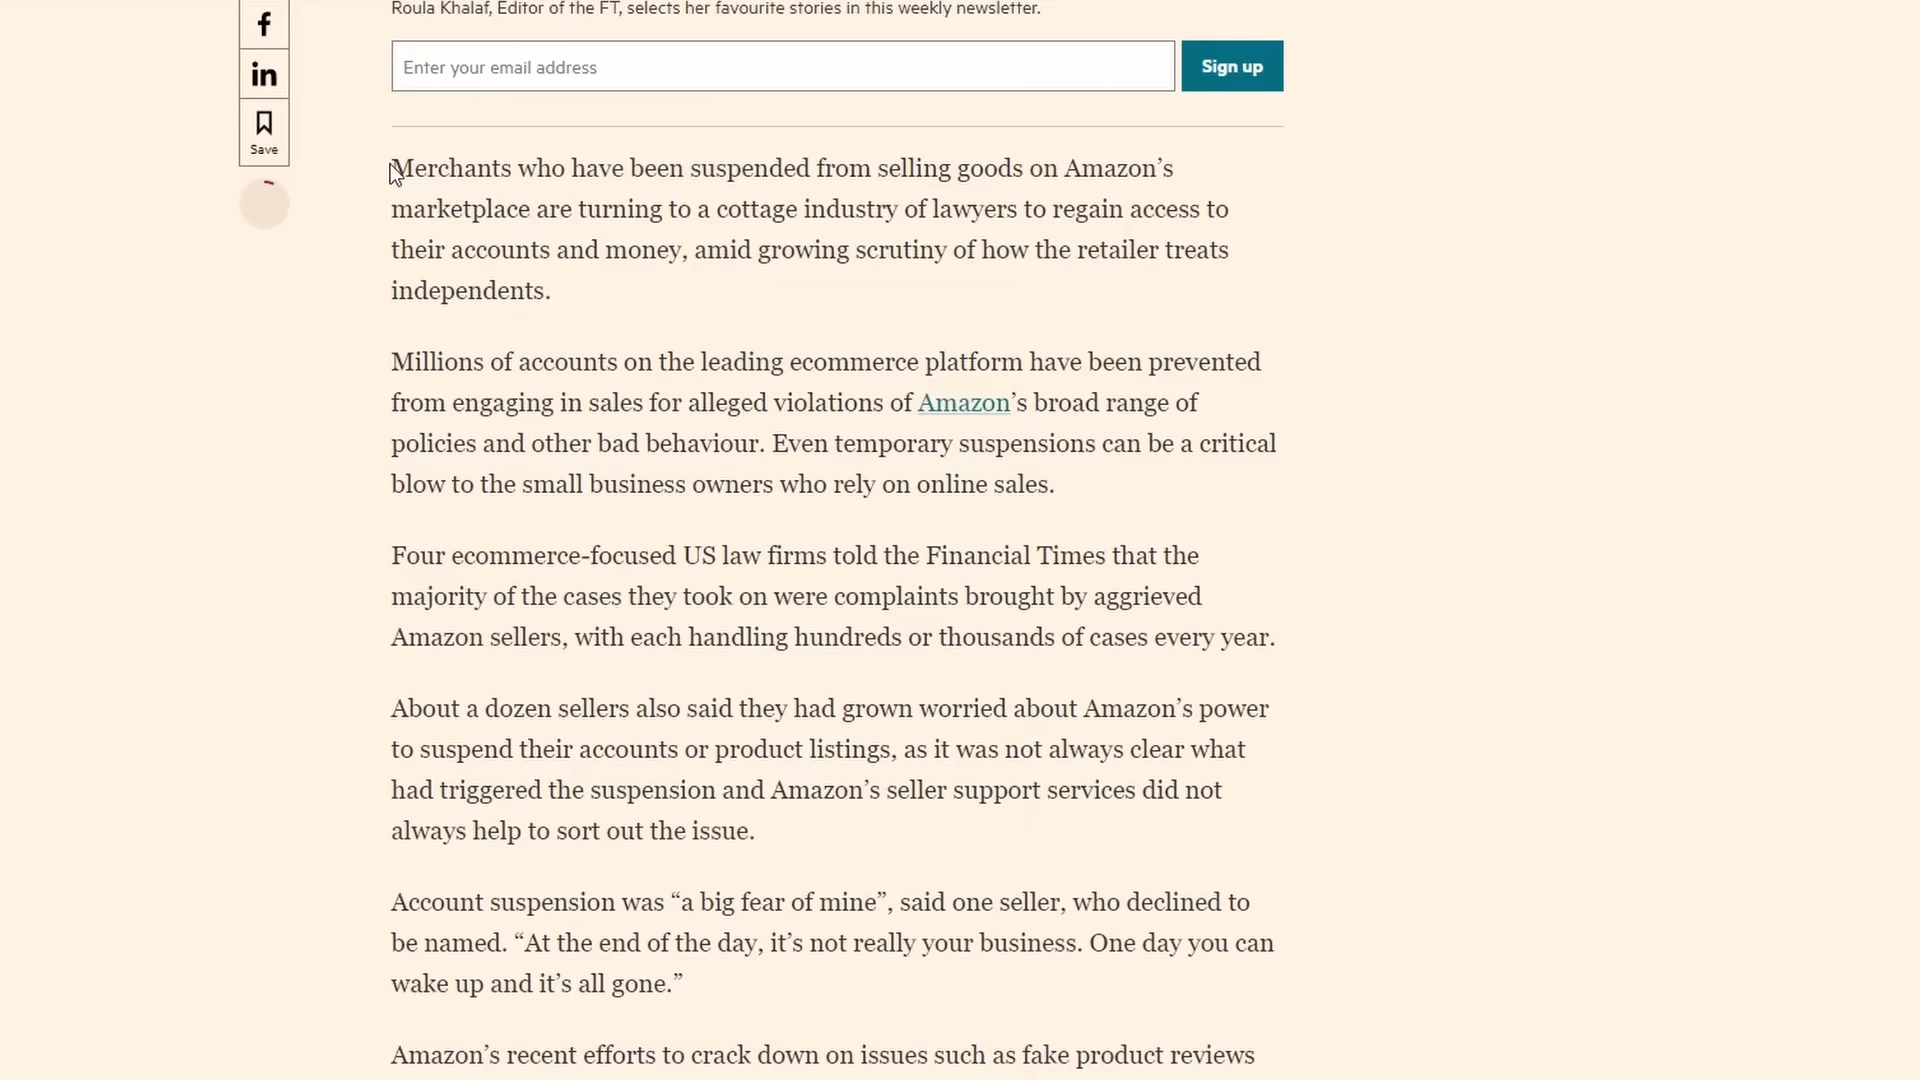 Roula Khalaf, Editor of the FT, selects her favourite stories in this weekly newsletter.
Enter your email address
Sign up
f
in
Save
Merchants who have been suspended from selling goods on Amazon’s
marketplace are turning to a cottage industry of lawyers to regain access to
their accounts and money, amid growing scrutiny of how the retailer treats
independents.
Millions of accounts on the leading ecommerce platform have been prevented
from engaging in sales for alleged violations of Amazon’s broad range of
policies and other bad behaviour. Even temporary suspensions can be a critical
blow to the small business owners who rely on online sales.
Four ecommerce-focused US law firms told the Financial Times that the
majority of the cases they took on were complaints brought by aggrieved
Amazon sellers, with each handling hundreds or thousands of cases every year.
About a dozen sellers also said they had grown worried about Amazon’s power
to suspend their accounts or product listings, as it was not always clear what
had triggered the suspension and Amazon’s seller support services did not
always help to sort out the issue.
Account suspension was “a big fear of mine”, said one seller, who declined to
be named. “At the end of the day, it’s not really your business. One day you can
wake up and it’s all gone.”
Amazon’s recent efforts to crack down on issues such as fake product reviews